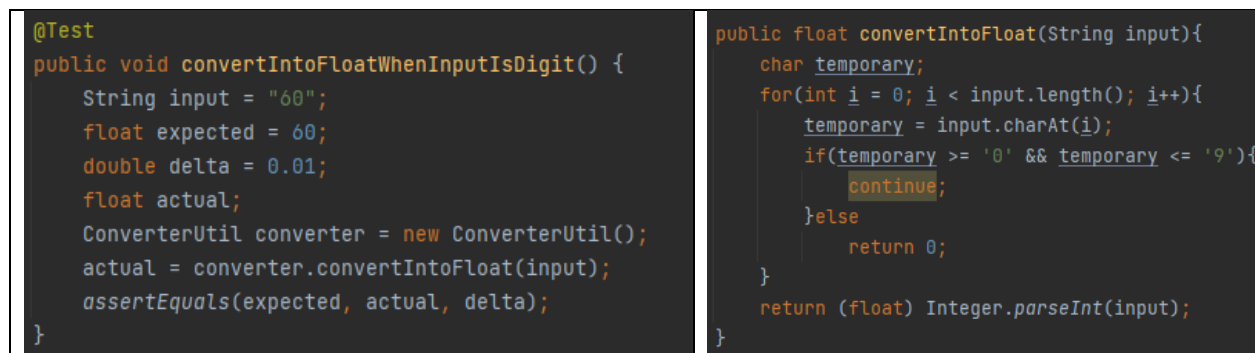 @Test
public void convertIntoFloatWhenInputIsDigit() {
String input = "60";
float expected = 60;
double delta = 0.01;
float actual;
ConverterUtil converter = new ConverterUtil();
actual = converter.convertIntoFloat(input);
assertEquals(expected, actual, delta);
}
public float convertIntoFloat(String input){
char temporary;
for(int i = 0; i < input.length(); i++){
temporary = input.charAt(i);
if(temporary >= '0' && temporary <= '9'){
continue;
}else
return 0;
}
return (float) Integer.parseInt(input);
}